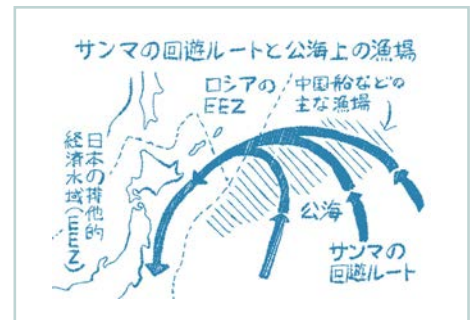 サンマの回遊ルートと公海上の漁場
ロシアの
EEZ
中国船などの
主な漁場
日本の排他的
経済水域(EEZ)
公海
サンマの
回遊ルート